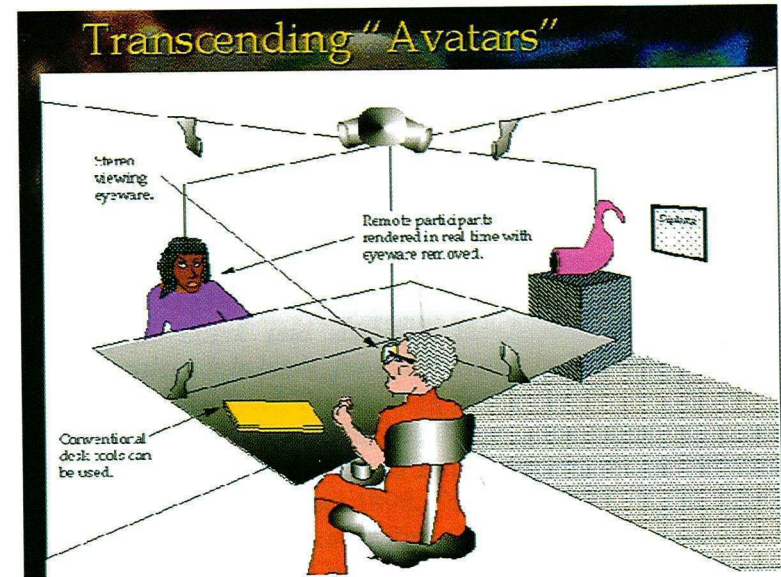 Transcending "Avatars"
Stereo
viewing
eyeware.
Remote participants
rendered in real time with
eyeware removed.
Diploma
Conventional
desk tools can
be used.